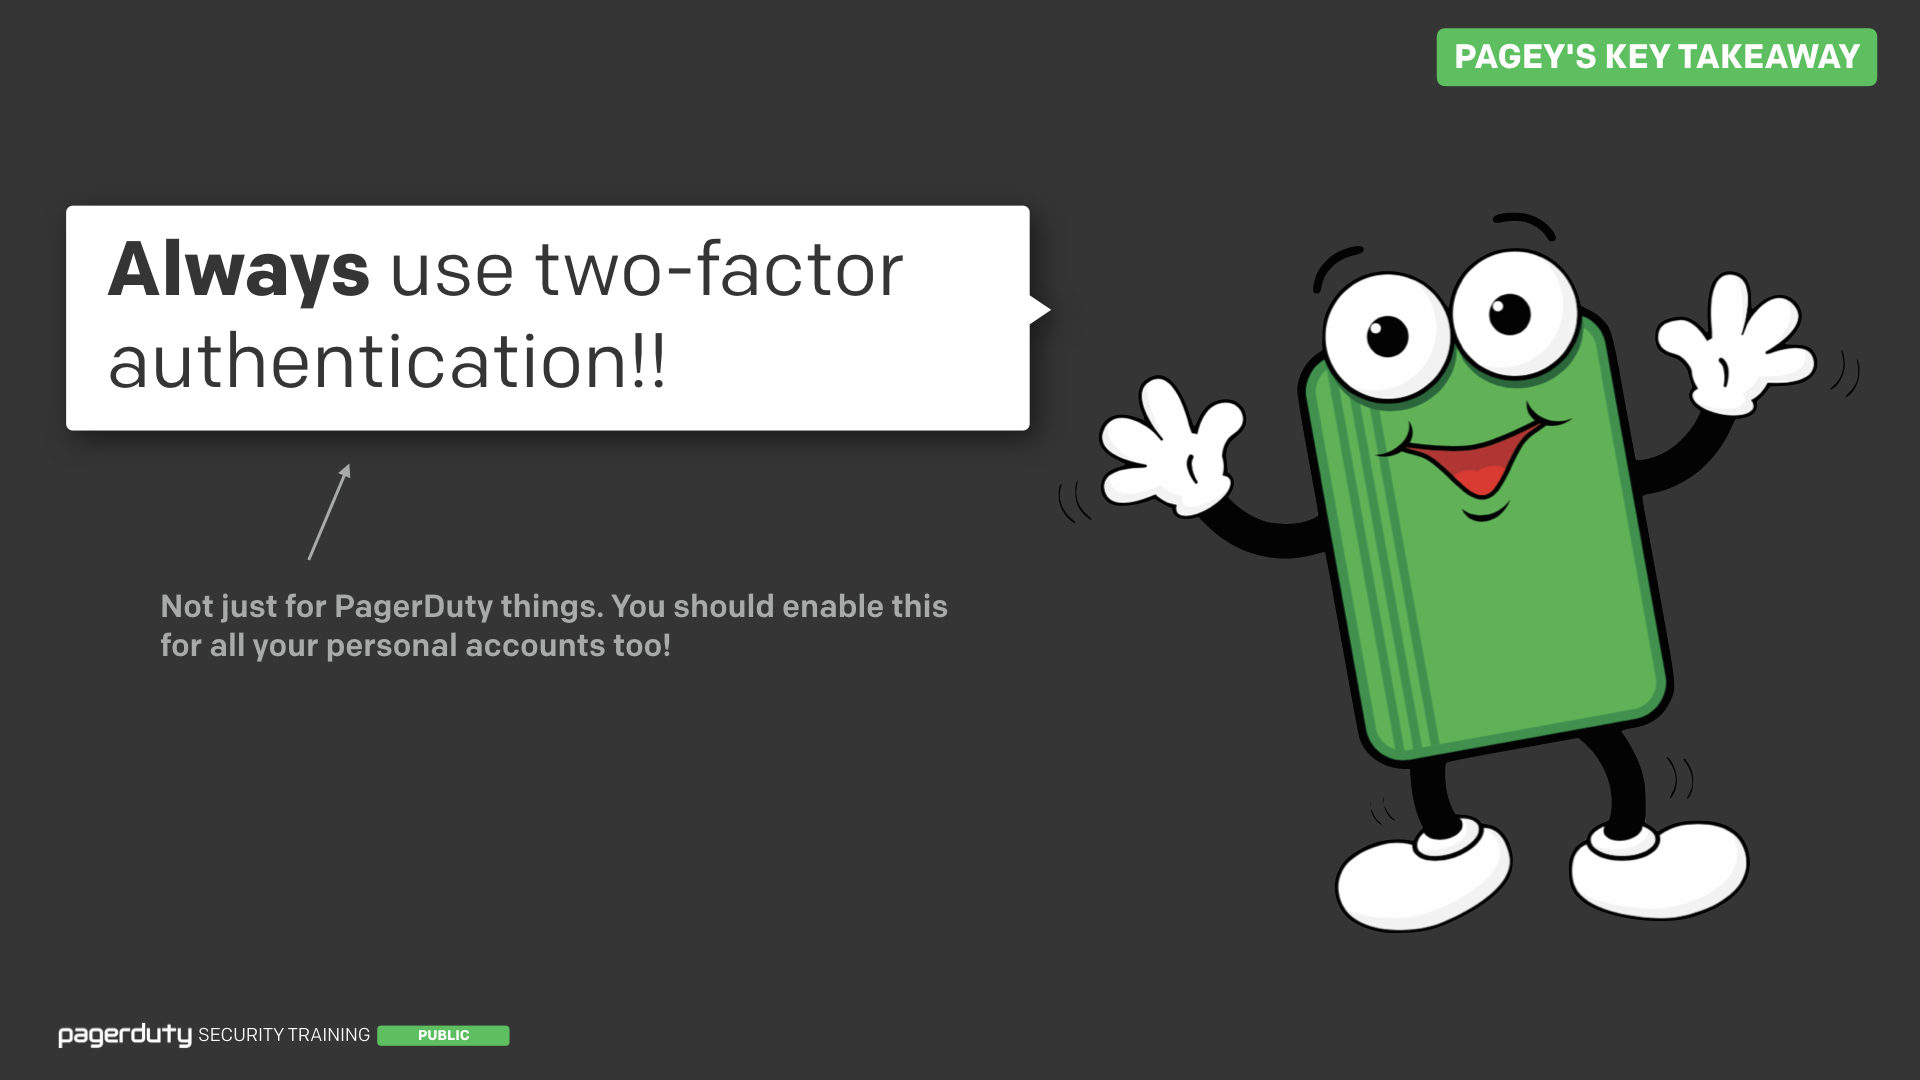 PAGEY'S KEY TAKEAWAY
Always use two-factor
authentication!!
Not just for PagerDuty things. You should enable this
for all your personal accounts too!
pagerduty SECURITY TRAINING PUBLIC